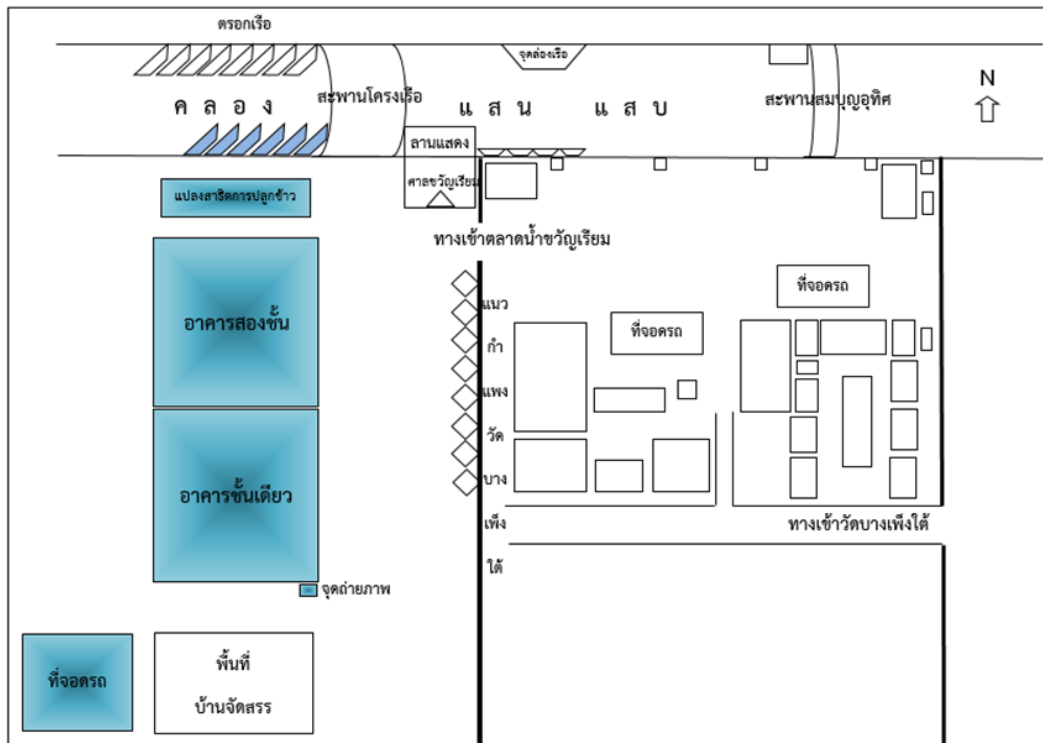 ตรอกเรือ
จุดล่องเรือ
สะพานโครงเรือ
สะพานสมบุญอุทิศ
N
ค ล อ ง
แ ส น แ ส บ
ลานแสดง
ศาลขวัญเรียม
แปลงสาธิตการปลูกข้าว
ทางเข้าตลาดน้ำขวัญเรียม
ที่จอดรถ
แนว
อาคารสองชั้น
ที่จอดรถ
กำ
แพง
วัด
บาง
อาคารชั้นเดียว
เพ็ง
ทางเข้าวัดบางเพ็งใต้
ใต้
จุดถ่ายภาพ
พื้นที่
ที่จอดรถ
บ้านจัดสรร